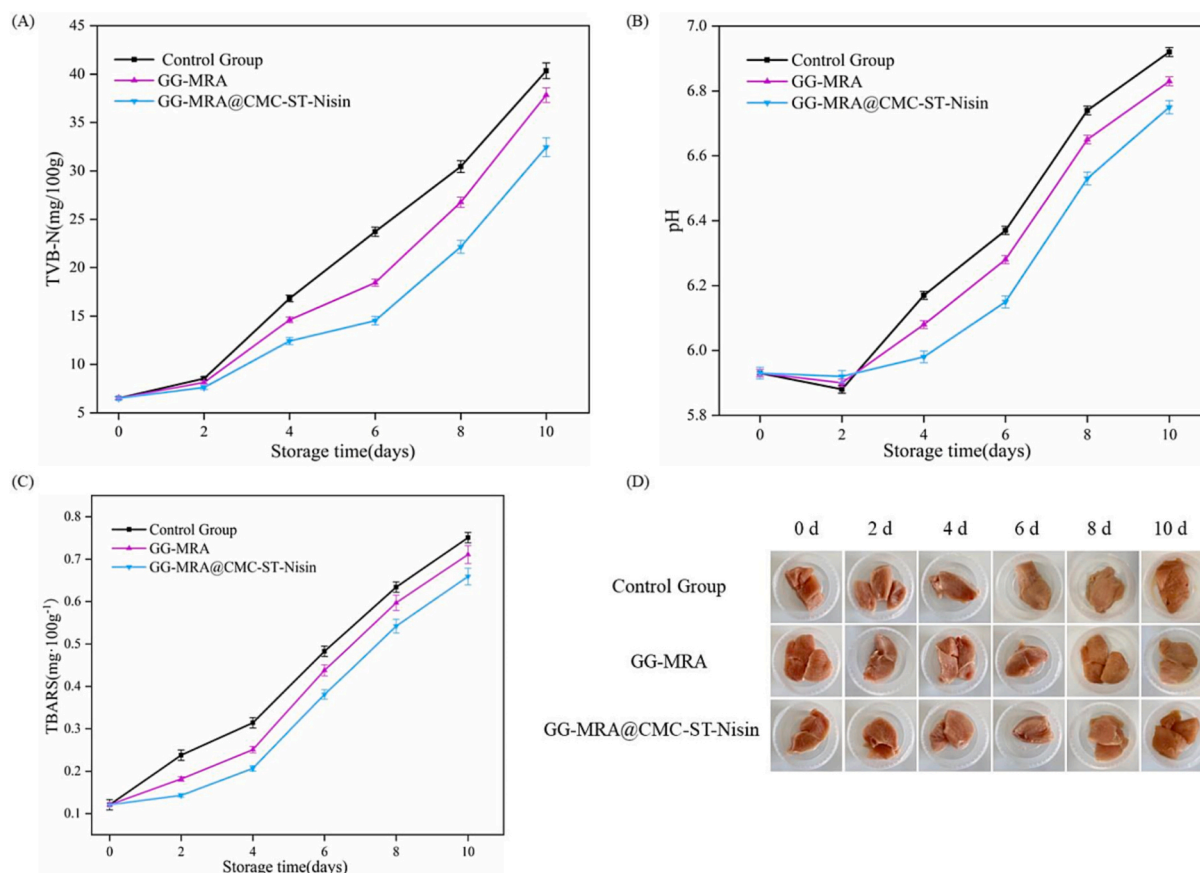 (A)
45
40
35
30
25
20
15
10
5
TVB-N(mg/100g)
Control Group
GG-MRA
GG-MRA@CMC-ST-Nisin
0 2 4 6 8 10
Storage time(days)
(B)
7.0
6.8
6.6
6.4
6.2
6.0
5.8
pH
Control Group
GG-MRA
GG-MRA@CMC-ST-Nisin
0 2 4 6 8 10
Storage time(days)
(C)
0.8
0.7
0.6
0.5
0.4
0.3
0.2
0.1
TBARS(mg·100g-1)
Control Group
GG-MRA
GG-MRA@CMC-ST-Nisin
0 2 4 6 8 10
Storage time(days)
(D)
0 d 2 d 4 d 6 d 8 d 10 d
Control Group
GG-MRA
GG-MRA@CMC-ST-Nisin